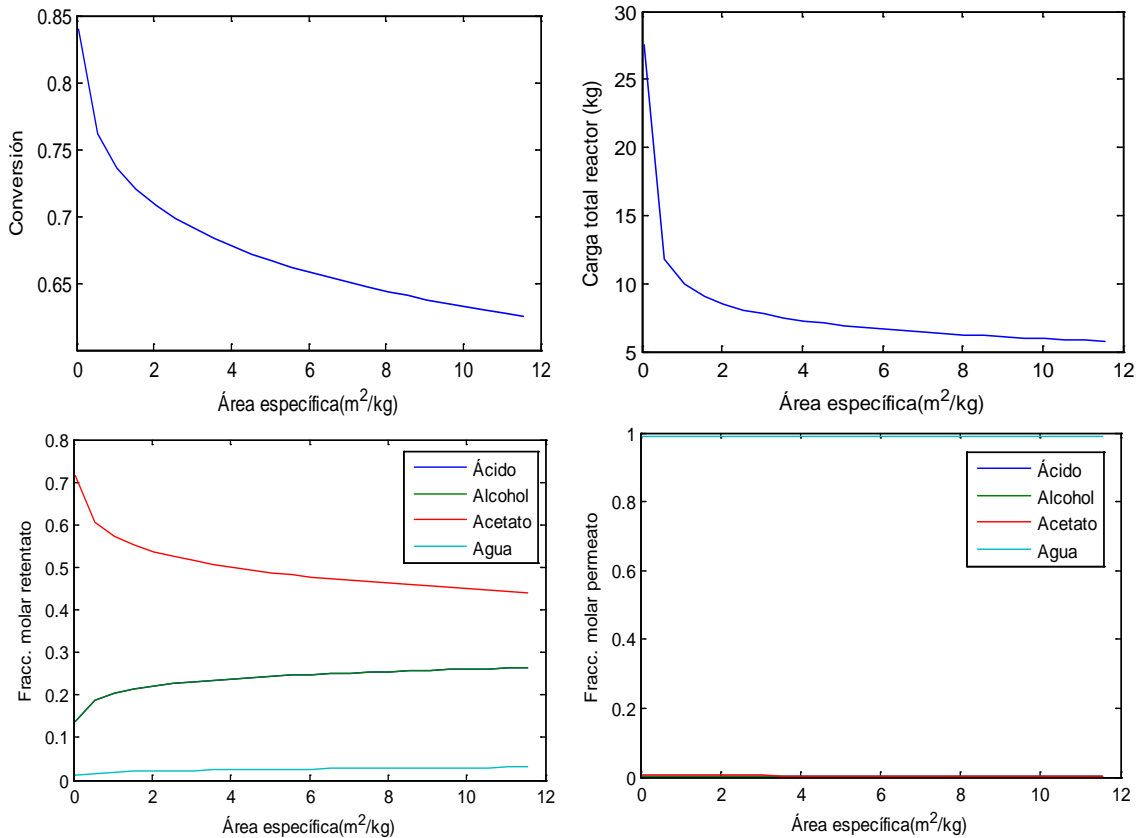 0.85
0.8
0.75
0.7
0.65
Conversión
0 2 4 6 8 10 12
Área específica(m²/kg)
30
25
20
15
10
5
Carga total reactor (kg)
0 2 4 6 8 10 12
Área específica(m²/kg)
0.8
0.7
0.6
0.5
0.4
0.3
0.2
0.1
0
Fracc. molar retentato
Ácido
Alcohol
Acetato
Agua
0 2 4 6 8 10 12
Área específica(m²/kg)
1
0.8
0.6
0.4
0.2
0
Fracc. molar permeato
Ácido
Alcohol
Acetato
Agua
0 2 4 6 8 10 12
Área específica(m²/kg)